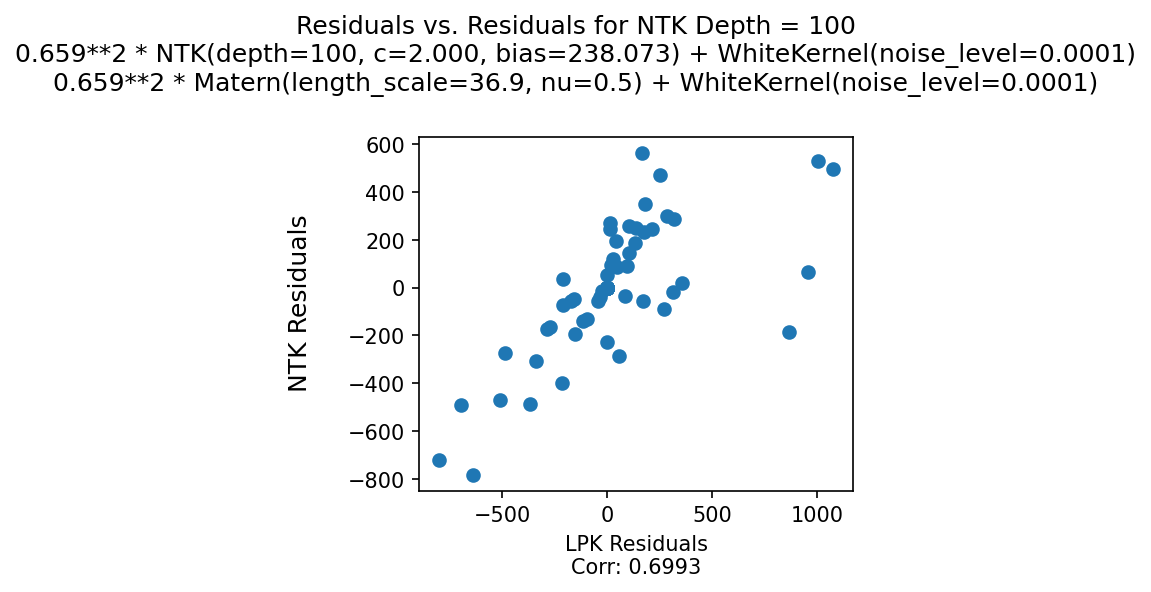 Residuals vs. Residuals for NTK Depth = 100
0.659**2 * NTK(depth=100, c=2.000, bias=238.073) + WhiteKernel(noise_level=0.0001)
0.659**2 * Matern(length_scale=36.9, nu=0.5) + WhiteKernel(noise_level=0.0001)
NTK Residuals
600
400
200
0
−200
−400
−600
−800
−500 0 500 1000
LPK Residuals
Corr: 0.6993